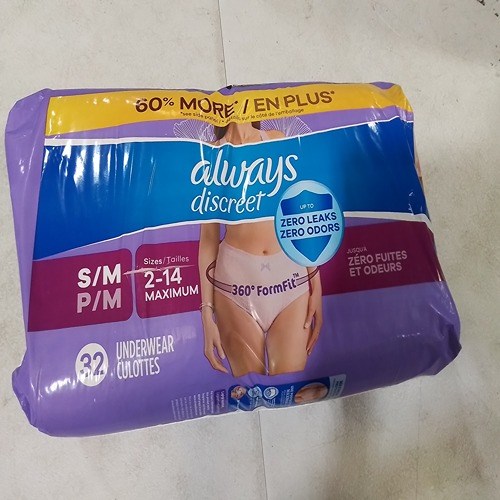 60% MORE* / EN PLUS*
always
discreet
UP TO
ZERO LEAKS
ZERO ODORS
JUSQU'À
ZÉRO FUITES
ET ODEURS
S/M
P/M
Sizes/Tailles
2-14
MAXIMUM
360° FormFit™
32
UNDERWEAR
CULOTTES